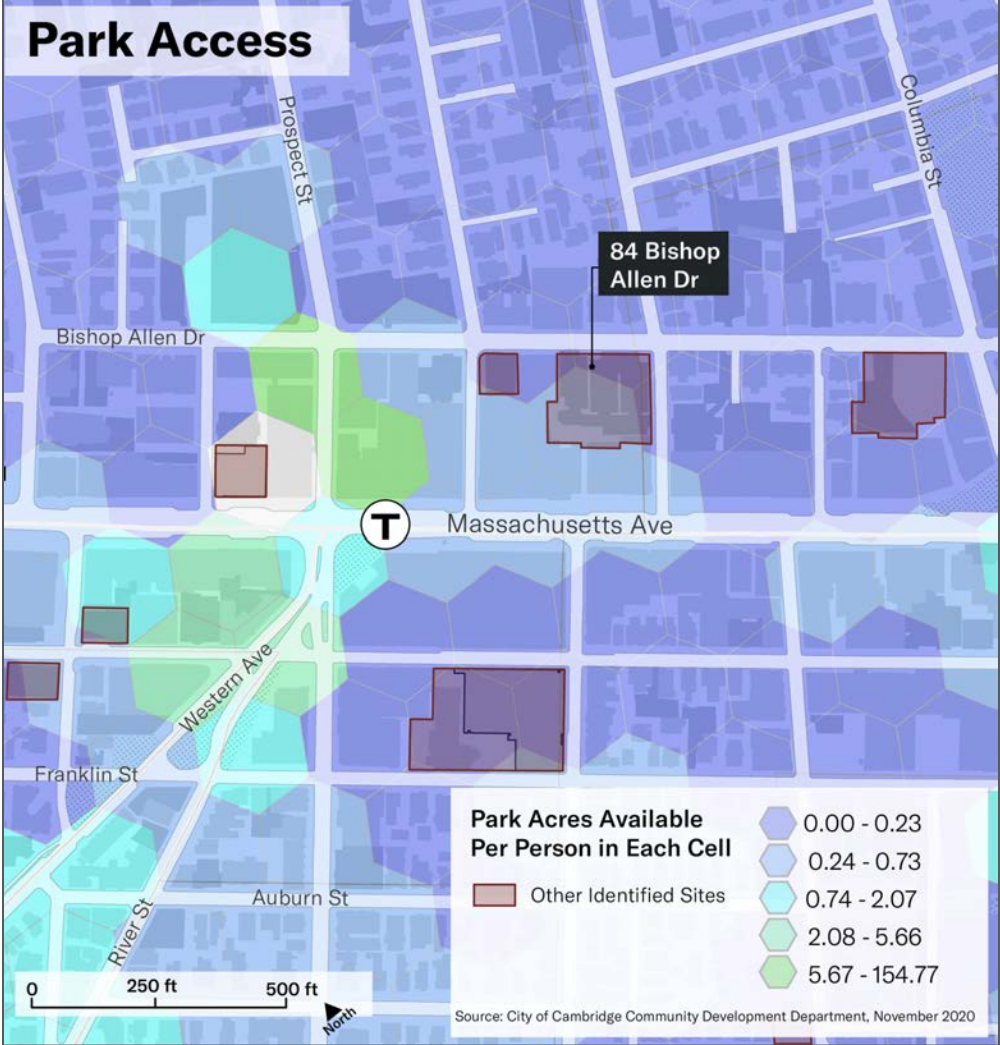 Park Access
Prospect St
Columbia St
84 Bishop
Allen Dr
Bishop Allen Dr
T
Massachusetts Ave
Western Ave
Franklin St
Auburn St
River St
Park Acres Available
Per Person in Each Cell
Other Identified Sites
0.00 - 0.23
0.24 - 0.73
0.74 - 2.07
2.08 - 5.66
5.67 - 154.77
0 250 ft 500 ft
North
Source: City of Cambridge Community Development Department, November 2020